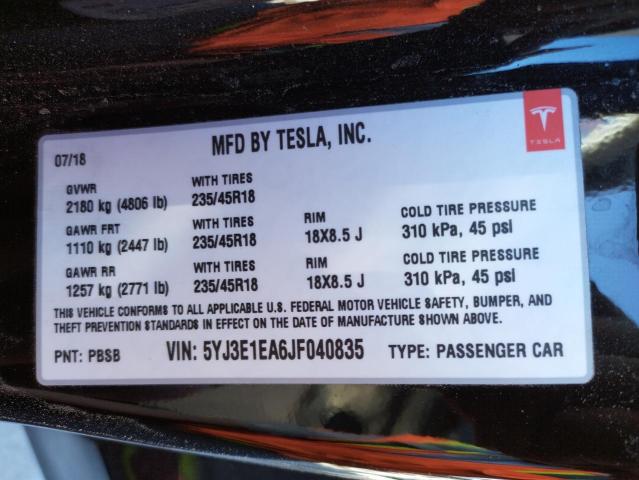 MFD BY TESLA, INC.
TESLA
07/18
GVWR WITH TIRES
2180 kg (4806 lb) 235/45R18
GAWR FRT WITH TIRES RIM COLD TIRE PRESSURE
1110 kg (2447 lb) 235/45R18 18X8.5 J 310 kPa, 45 psi
GAWR RR WITH TIRES RIM COLD TIRE PRESSURE
1257 kg (2771 lb) 235/45R18 18X8.5 J 310 kPa, 45 psi
THIS VEHICLE CONFORMS TO ALL APPLICABLE U.S. FEDERAL MOTOR VEHICLE SAFETY, BUMPER, AND
THEFT PREVENTION STANDARDS IN EFFECT ON THE DATE OF MANUFACTURE SHOWN ABOVE.
PNT: PBSB VIN: 5YJ3E1EA6JF040835 TYPE: PASSENGER CAR